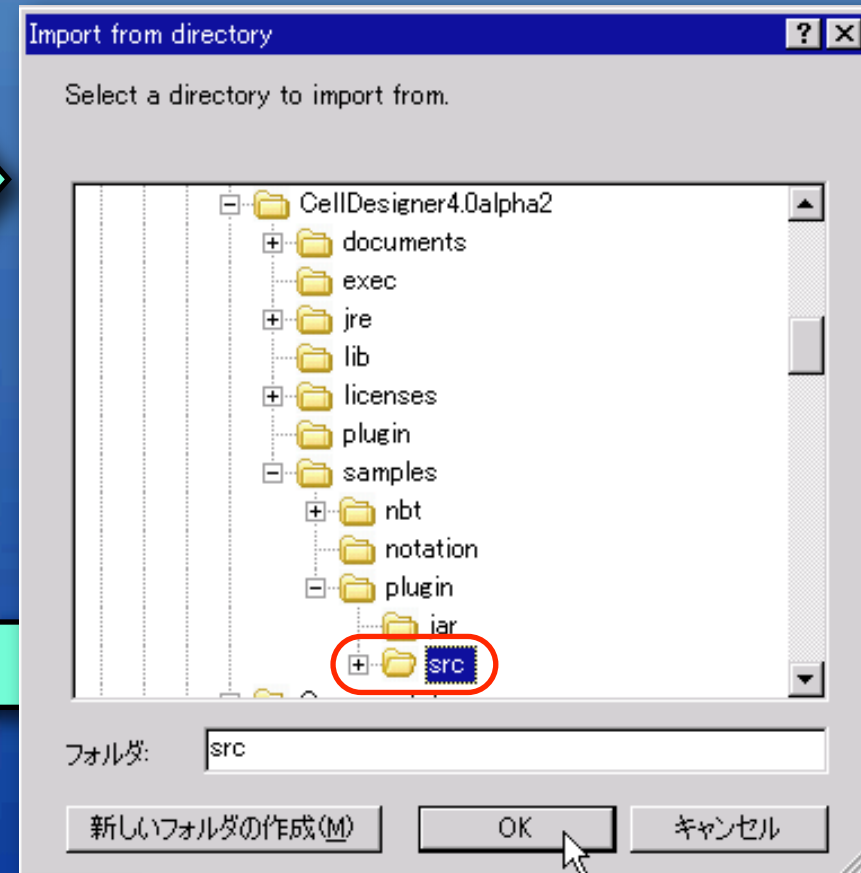 Import from directory
Select a directory to import from.
CellDesigner4.0alpha2
documents
exec
jre
lib
licenses
plugin
samples
nbt
notation
plugin
jar
src
フォルダ: src
新しいフォルダの作成(M) OK キャンセル